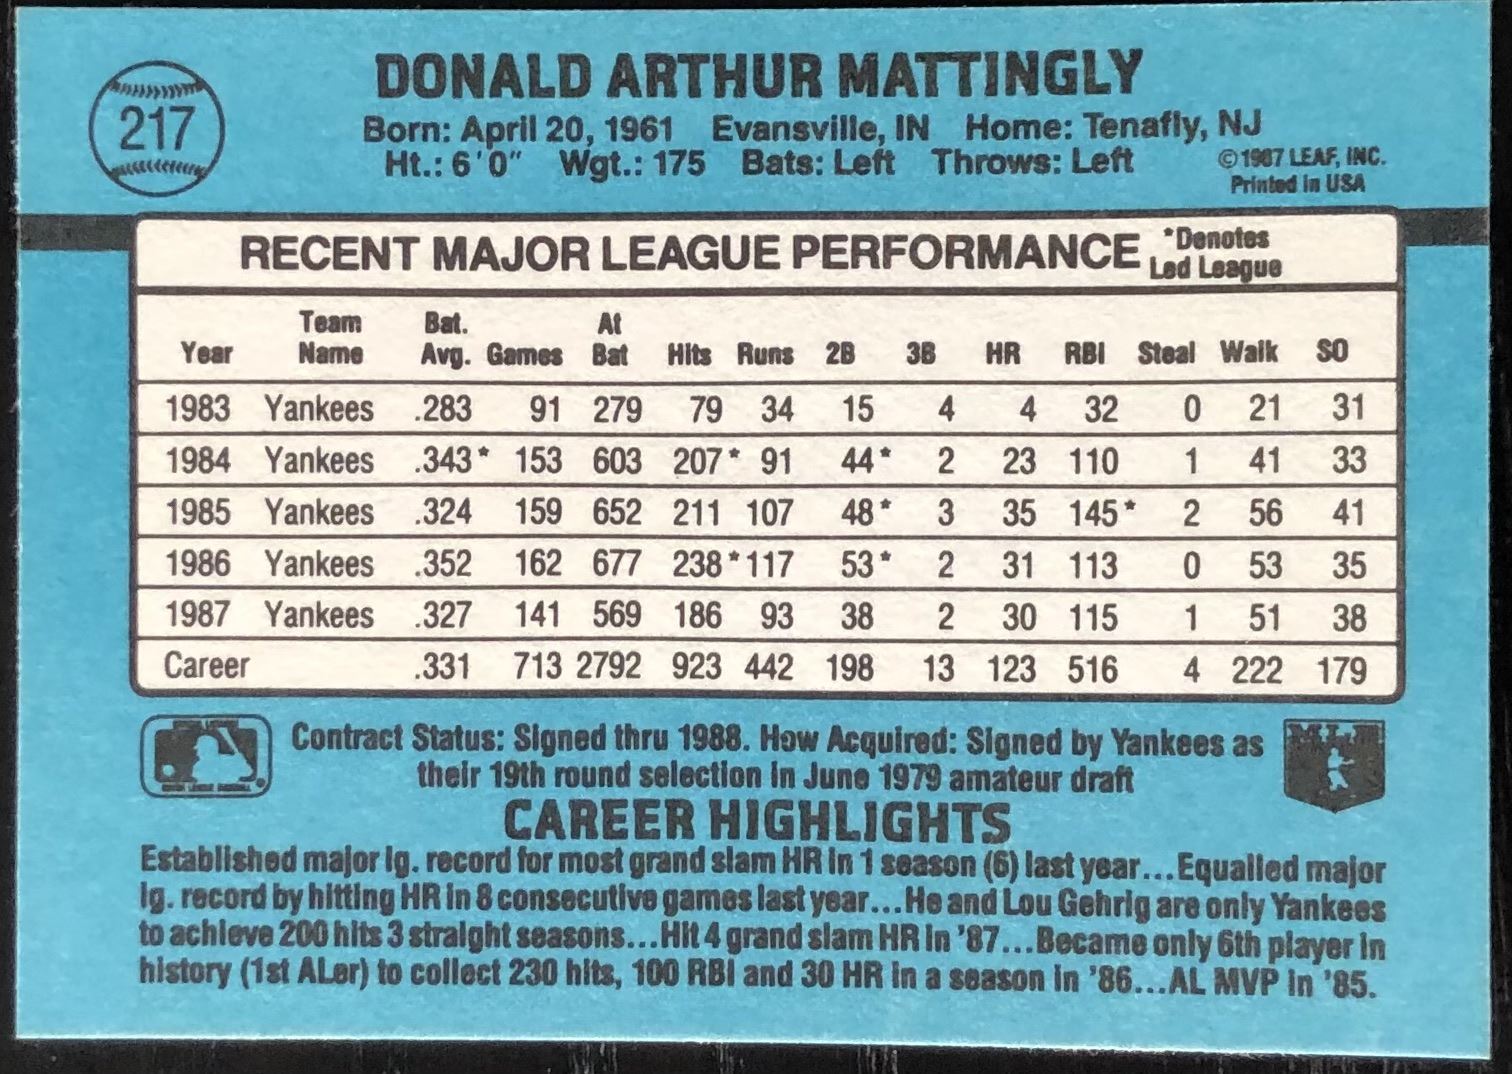 217
DONALD ARTHUR MATTINGLY
Born: April 20, 1961 Evansville, IN Home: Tenafly, NJ
Ht.: 6'0" Wgt.: 175 Bats: Left Throws: Left
©1987 LEAF, INC.
Printed in USA
RECENT MAJOR LEAGUE PERFORMANCE *Denotes Led League
Year Team Name Bat. Avg. Games At Bat Hits Runs 2B 3B HR RBI Steal Walk SO
1983 Yankees .283 91 279 79 34 15 4 4 32 0 21 31
1984 Yankees .343* 153 603 207* 91 44* 2 23 110 1 41 33
1985 Yankees .324 159 652 211 107 48* 3 35 145* 2 56 41
1986 Yankees .352 162 677 238* 117 53* 2 31 113 0 53 35
1987 Yankees .327 141 569 186 93 38 2 30 115 1 51 38
Career .331 713 2792 923 442 198 13 123 516 4 222 179
Contract Status: Signed thru 1988. How Acquired: Signed by Yankees as
their 19th round selection in June 1979 amateur draft
CAREER HIGHLIGHTS
Established major lg. record for most grand slam HR in 1 season (6) last year...Equalled major
lg. record by hitting HR in 8 consecutive games last year...He and Lou Gehrig are only Yankees
to achieve 200 hits 3 straight seasons...Hit 4 grand slam HR in '87...Became only 6th player in
history (1st ALer) to collect 230 hits, 100 RBI and 30 HR in a season in '86...AL MVP in '85.